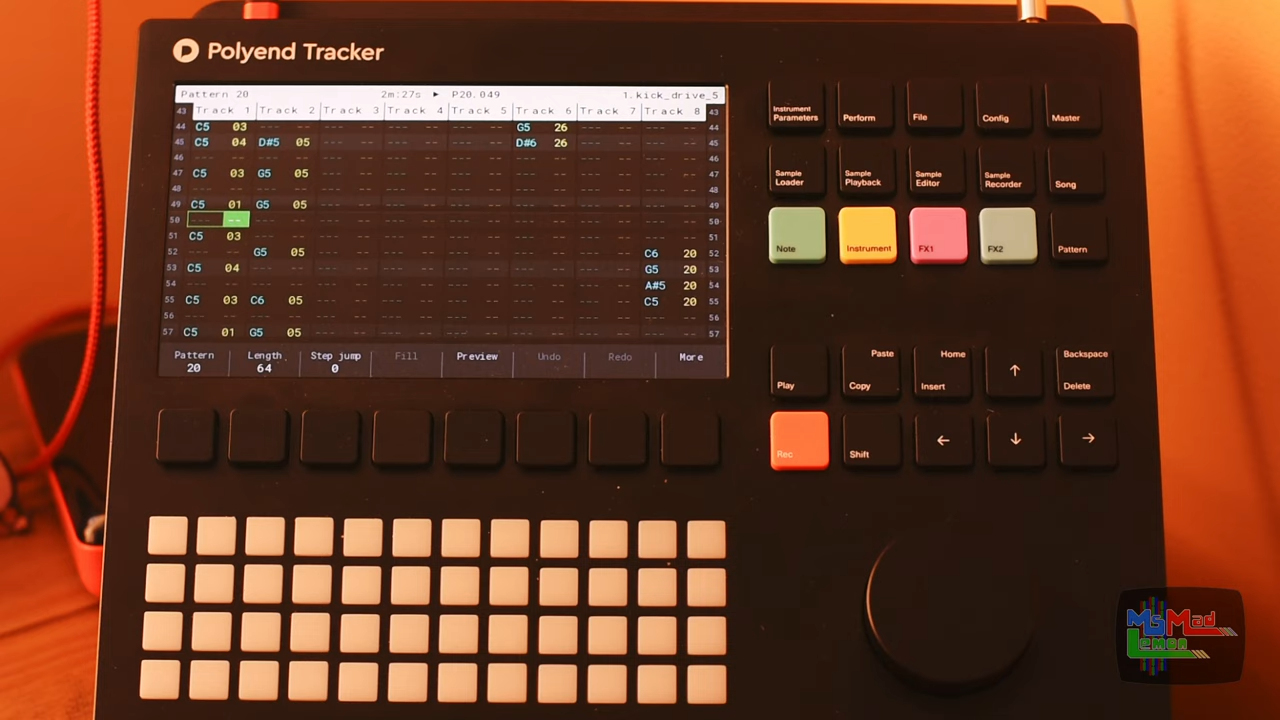 Polyend Tracker
Pattern 20 2m:27s ▶ P20.049 1.kick_drive_5
43 Track 1 Track 2 Track 3 Track 4 Track 5 Track 6 Track 7 Track 8 43
44 C5 03 --- -- --- -- --- -- --- -- G5 26 --- -- --- -- 44
45 C5 04 D#5 05 --- -- --- -- --- -- D#6 26 --- -- --- -- 45
46 --- -- --- -- --- -- --- -- --- -- --- -- --- -- --- -- 46
47 C5 03 G5 05 --- -- --- -- --- -- --- -- --- -- --- -- 47
48 --- -- --- -- --- -- --- -- --- -- --- -- --- -- --- -- 48
49 C5 01 G5 05 --- -- --- -- --- -- --- -- --- -- --- -- 49
50 --- -- --- -- --- -- --- -- --- -- --- -- --- -- --- -- 50
51 C5 03 --- -- --- -- --- -- --- -- --- -- --- -- --- -- 51
52 --- -- G5 05 --- -- --- -- --- -- --- -- --- -- C6 20 52
53 C5 04 --- -- --- -- --- -- --- -- --- -- --- -- G5 20 53
54 --- -- --- -- --- -- --- -- --- -- --- -- --- -- A#5 20 54
55 C5 03 C6 05 --- -- --- -- --- -- --- -- --- -- C5 20 55
56 --- -- --- -- --- -- --- -- --- -- --- -- --- -- --- -- 56
57 C5 01 G5 05 --- -- --- -- --- -- --- -- --- -- --- -- 57
Pattern Length Step jump Fill Preview Undo Redo More
20 64 0
Instrument
Parameters
Perform
File
Config
Master
Sample
Loader
Sample
Playback
Sample
Editor
Sample
Recorder
Song
Note
Instrument
FX1
FX2
Pattern
Play
Paste
Copy
Home
Insert
↑
Backspace
Delete
Rec
Shift
←
↓
→
MsMad
Lemon